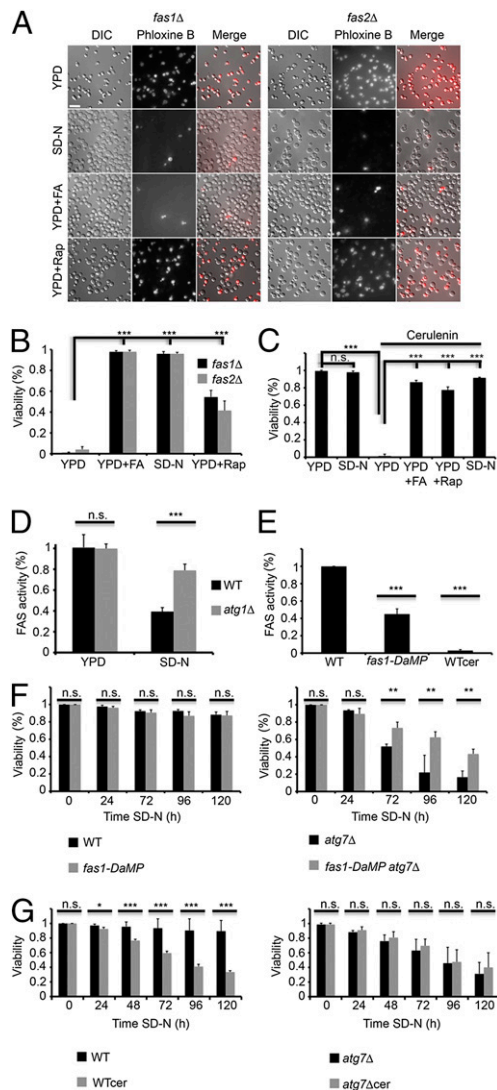 A
fas1Δ fas2Δ
DIC Phloxine B Merge DIC Phloxine B Merge
YPD
SD-N
YPD+FA
YPD+Rap
B
Viability (%)
*** *** ***
1
0.8
0.6
0.4
0.2
0
fas1Δ
fas2Δ
YPD YPD+FA SD-N YPD+Rap
C
Cerulenin
Viability (%)
*** n.s. *** *** ***
1
0.8
0.6
0.4
0.2
0
YPD SD-N YPD YPD +FA YPD +Rap SD-N
D
FAS activity (%)
n.s. ***
1
0.8
0.6
0.4
0.2
0
WT
atg1Δ
YPD SD-N
E
FAS activity (%)
*** ***
1
0.8
0.6
0.4
0.2
0
WT fas1-DaMP WTcer
F
Viability (%)
n.s. n.s. n.s. n.s. n.s.
1
0.8
0.6
0.4
0.2
0
0 24 72 96 120
Time SD-N (h)
WT
fas1-DaMP
Viability (%)
n.s. n.s. ** ** **
1
0.8
0.6
0.4
0.2
0
0 24 72 96 120
Time SD-N (h)
atg7Δ
fas1-DaMP atg7Δ
G
Viability
n.s. * *** *** *** ***
1
0.8
0.6
0.4
0.2
0
0 24 48 72 96 120
Time SD-N (h)
WT
WTcer
Viability
n.s. n.s. n.s. n.s. n.s. n.s.
1
0.8
0.6
0.4
0.2
0
0 24 48 72 96 120
Time SD-N (h)
atg7Δ
atg7Δcer